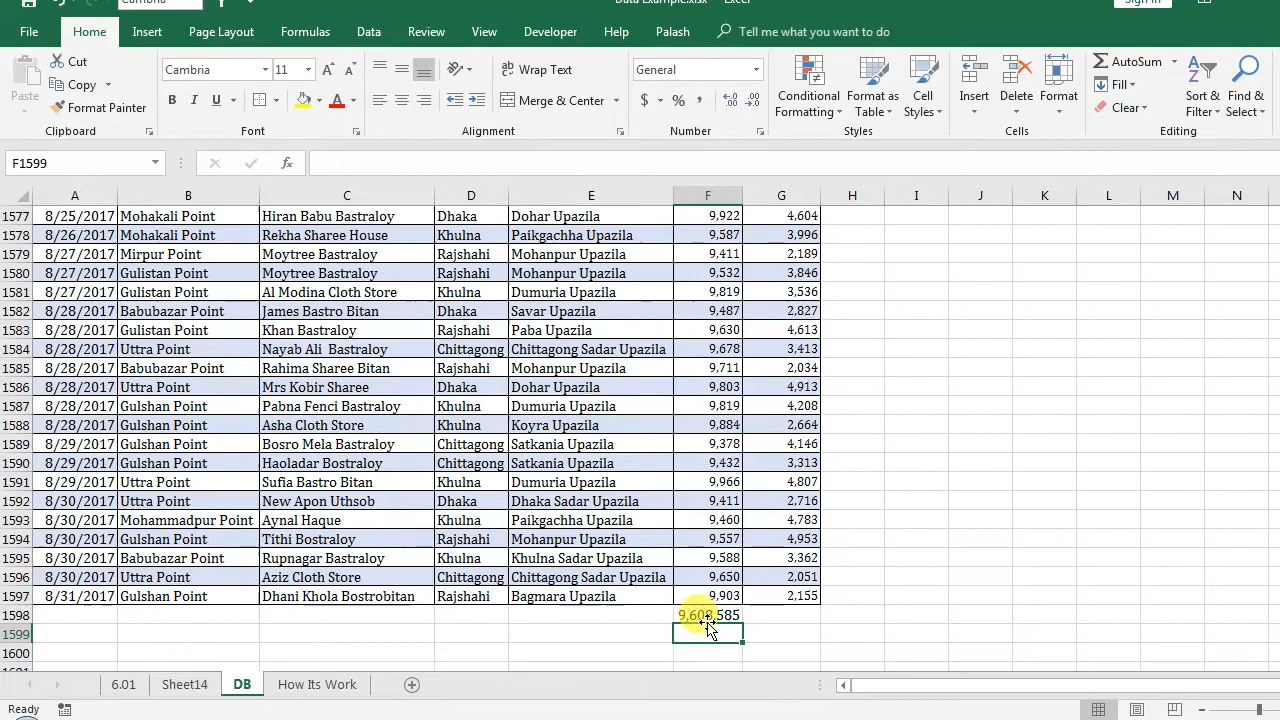 Cambria
Data Example.xlsx - Excel
Sign in
File Home Insert Page Layout Formulas Data Review View Developer Help Palash Tell me what you want to do
Cut
Copy
Format Painter
Paste
Clipboard
Cambria 11
B I U
Font
Wrap Text
Merge & Center
Alignment
General
$ % ,
Number
Conditional Formatting
Format as Table
Cell Styles
Styles
Insert Delete Format
Cells
AutoSum
Fill
Clear
Sort & Filter
Find & Select
Editing
F1599 fx
A B C D E F G H I J K L M N
1577 8/25/2017 Mohakali Point Hiran Babu Bastraloy Dhaka Dohar Upazila 9,922 4,604
1578 8/26/2017 Mohakali Point Rekha Sharee House Khulna Paikgachha Upazila 9,587 3,996
1579 8/27/2017 Mirpur Point Moytree Bastraloy Rajshahi Mohanpur Upazila 9,411 2,189
1580 8/27/2017 Gulistan Point Moytree Bastraloy Rajshahi Mohanpur Upazila 9,532 3,846
1581 8/27/2017 Gulistan Point Al Modina Cloth Store Khulna Dumuria Upazila 9,819 3,536
1582 8/28/2017 Babubazar Point James Bastro Bitan Dhaka Savar Upazila 9,487 2,827
1583 8/28/2017 Gulistan Point Khan Bastraloy Rajshahi Paba Upazila 9,630 4,613
1584 8/28/2017 Uttra Point Nayab Ali Bastraloy Chittagong Chittagong Sadar Upazila 9,678 3,413
1585 8/28/2017 Babubazar Point Rahima Sharee Bitan Rajshahi Mohanpur Upazila 9,711 2,034
1586 8/28/2017 Uttra Point Mrs Kobir Sharee Dhaka Dohar Upazila 9,803 4,913
1587 8/28/2017 Gulshan Point Pabna Fenci Bastraloy Khulna Dumuria Upazila 9,819 4,208
1588 8/28/2017 Gulshan Point Asha Cloth Store Khulna Koyra Upazila 9,884 2,664
1589 8/29/2017 Gulshan Point Bosro Mela Bastraloy Chittagong Satkania Upazila 9,378 4,146
1590 8/29/2017 Gulshan Point Haoladar Bostraloy Chittagong Satkania Upazila 9,432 3,313
1591 8/29/2017 Uttra Point Sufia Bastro Bitan Khulna Dumuria Upazila 9,966 4,807
1592 8/30/2017 Uttra Point New Apon Uthsob Dhaka Dhaka Sadar Upazila 9,411 2,716
1593 8/30/2017 Mohammadpur Point Aynal Haque Khulna Paikgachha Upazila 9,460 4,783
1594 8/30/2017 Gulshan Point Tithi Bostraloy Rajshahi Mohanpur Upazila 9,557 4,953
1595 8/30/2017 Babubazar Point Rupnagar Bastraloy Khulna Khulna Sadar Upazila 9,588 3,362
1596 8/30/2017 Uttra Point Aziz Cloth Store Chittagong Chittagong Sadar Upazila 9,650 2,051
1597 8/31/2017 Gulshan Point Dhani Khola Bostrobitan Rajshahi Bagmara Upazila 9,903 2,155
1598 9,608,585
1599
1600
6.01 Sheet14 DB How Its Work
Ready